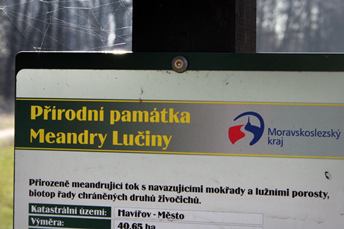 Přírodní památka
Meandry Lučiny
Moravskoslezský
kraj
Přirozeně meandrující tok s navazujícími mokřady a lužními porosty,
biotop řady chráněných druhů živočichů.
Katastrální území: Havířov - Město
Výměra: 40,65 ha